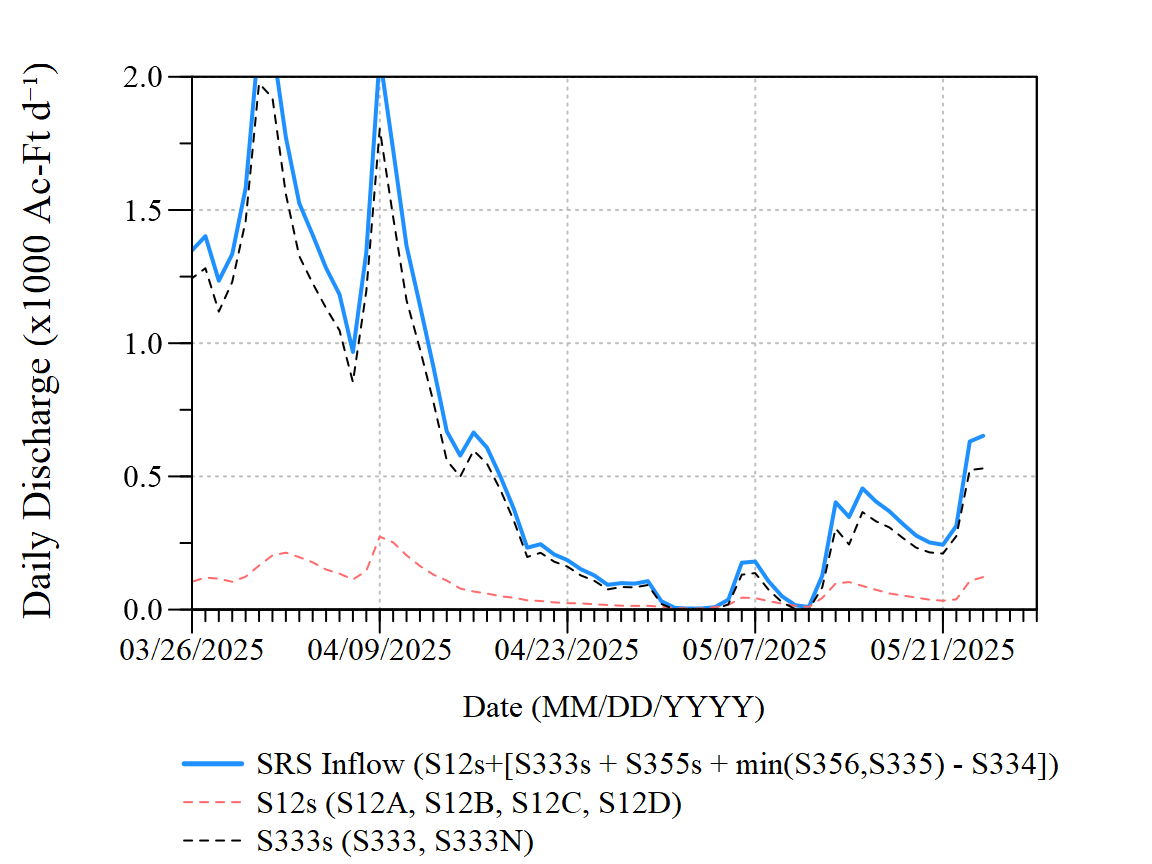 Daily Discharge (x1000 Ac-Ft d⁻¹)
2.0
1.5
1.0
0.5
0.0
03/26/2025 04/09/2025 04/23/2025 05/07/2025 05/21/2025
Date (MM/DD/YYYY)
SRS Inflow (S12s+[S333s + S355s + min(S356,S335) - S334])
S12s (S12A, S12B, S12C, S12D)
S333s (S333, S333N)